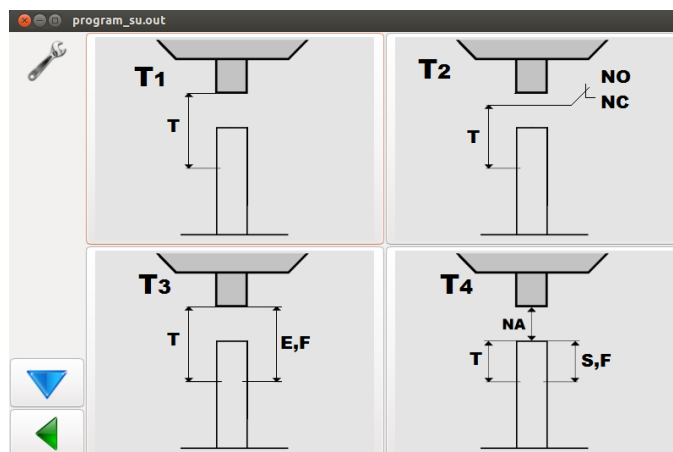 program_su.out
T1
T
T2
NO
NC
T
T3
T
E,F
T4
NA
T
S,F